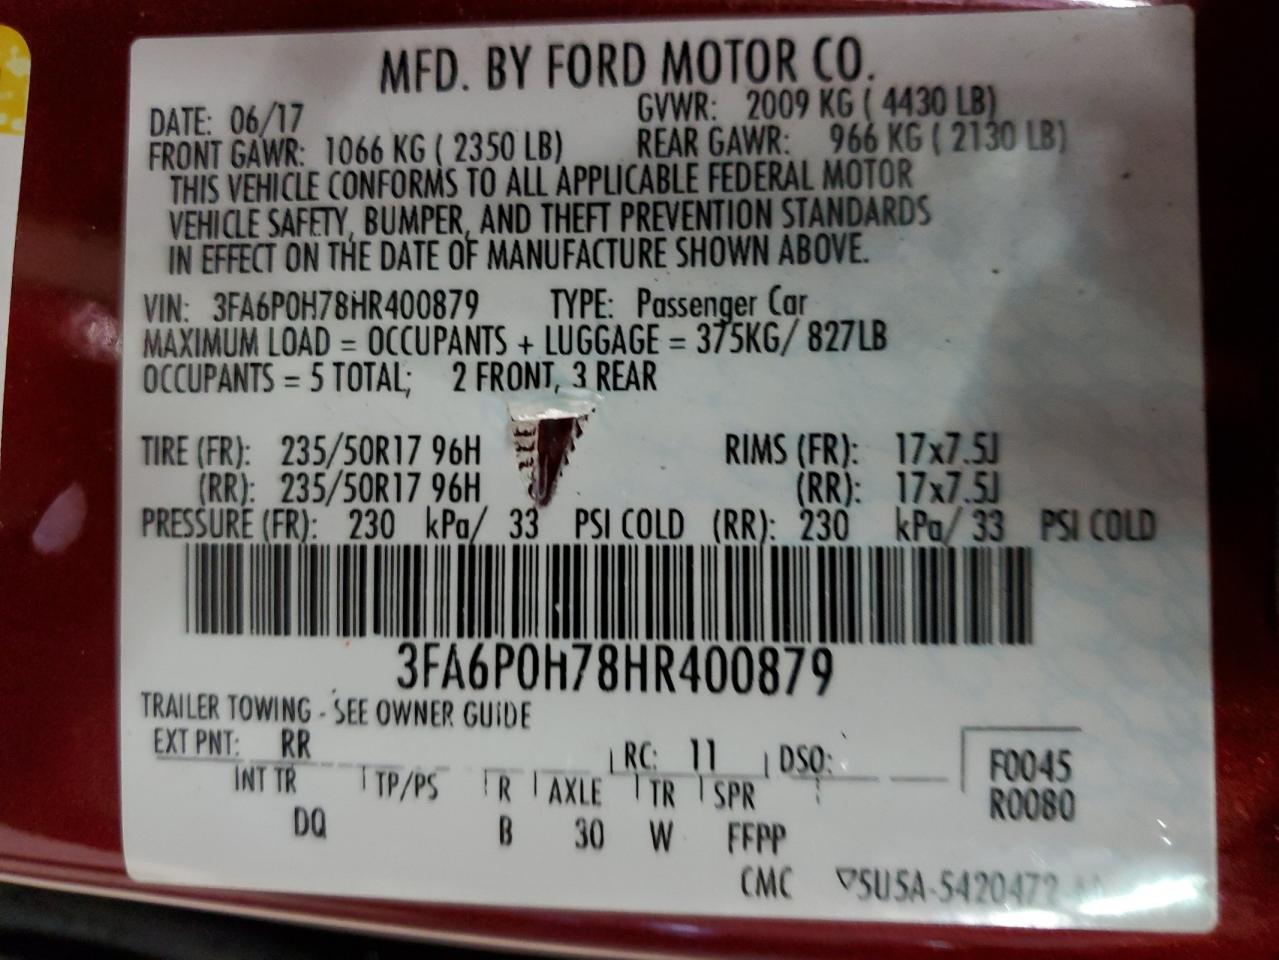 MFD. BY FORD MOTOR CO.
DATE: 06/17 GVWR: 2009 KG ( 4430 LB)
FRONT GAWR: 1066 KG ( 2350 LB) REAR GAWR: 966 KG ( 2130 LB)
THIS VEHICLE CONFORMS TO ALL APPLICABLE FEDERAL MOTOR
VEHICLE SAFETY, BUMPER, AND THEFT PREVENTION STANDARDS
IN EFFECT ON THE DATE OF MANUFACTURE SHOWN ABOVE.
VIN: 3FA6P0H78HR400879 TYPE: Passenger Car
MAXIMUM LOAD = OCCUPANTS + LUGGAGE = 375KG/ 827LB
OCCUPANTS = 5 TOTAL; 2 FRONT, 3 REAR
TIRE (FR): 235/50R17 96H RIMS (FR): 17x7.5J
(RR): 235/50R17 96H (RR): 17x7.5J
PRESSURE (FR): 230 kPa/ 33 PSI COLD (RR): 230 kPa/ 33 PSI COLD
3FA6P0H78HR400879
TRAILER TOWING - SEE OWNER GUIDE
EXT PNT: RR RC: 11 DSO: F0045
INT TR TP/PS R AXLE TR SPR R0080
DQ B 30 W FFPP
CMC ▽5U5A-5420472